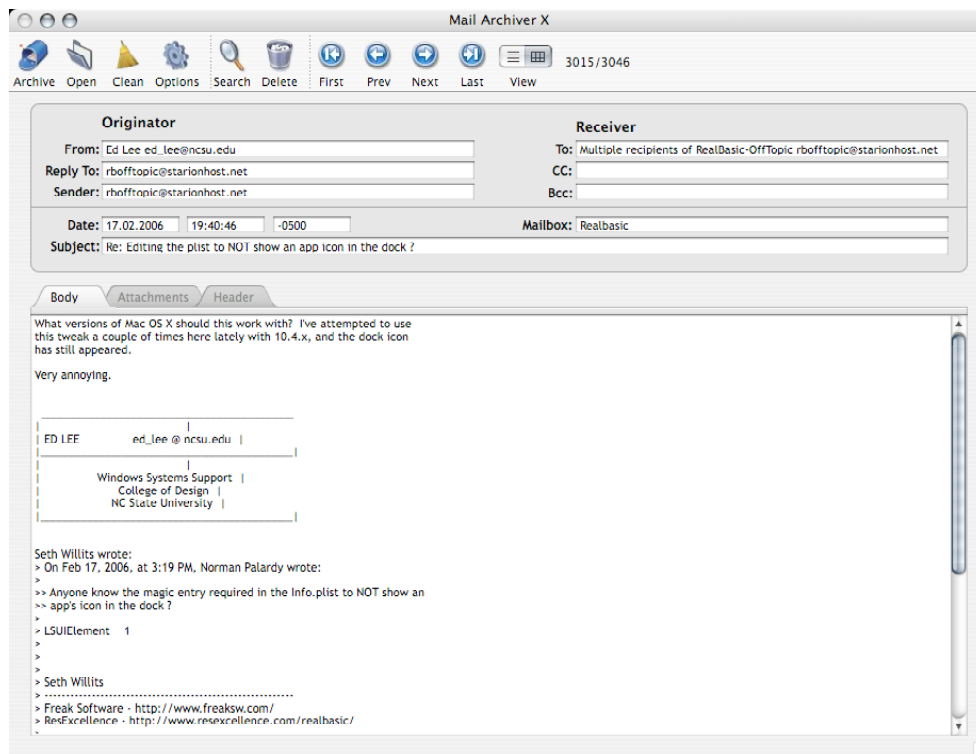 Mail Archiver X
Archive Open Clean Options Search Delete First Prev Next Last View 3015/3046
Originator Receiver
From: Ed Lee ed_lee@ncsu.edu To: Multiple recipients of RealBasic-OffTopic rbofftopic@starionhost.net
Reply To: rbofftopic@starionhost.net CC:
Sender: rbofftopic@starionhost.net Bcc:
Date: 17.02.2006 19:40:46 -0500 Mailbox: Realbasic
Subject: Re: Editing the plist to NOT show an app icon in the dock ?
Body Attachments Header
What versions of Mac OS X should this work with? I've attempted to use
this tweak a couple of times here lately with 10.4.x, and the dock icon
has still appeared.
Very annoying.
________________________________________
| |
| ED LEE ed_lee @ ncsu.edu |
|________________________________________|
| |
| Windows Systems Support |
| College of Design |
| NC State University |
|________________________________________|
Seth Willits wrote:
> On Feb 17, 2006, at 3:19 PM, Norman Palardy wrote:
>
>> Anyone know the magic entry required in the Info.plist to NOT show an
>> app's icon in the dock ?
>
> LSUIElement 1
>
>
>
> Seth Willits
> ----------------------------------------------------------
> Freak Software - http://www.freaksw.com/
> ResExcellence - http://www.resexcellence.com/realbasic/